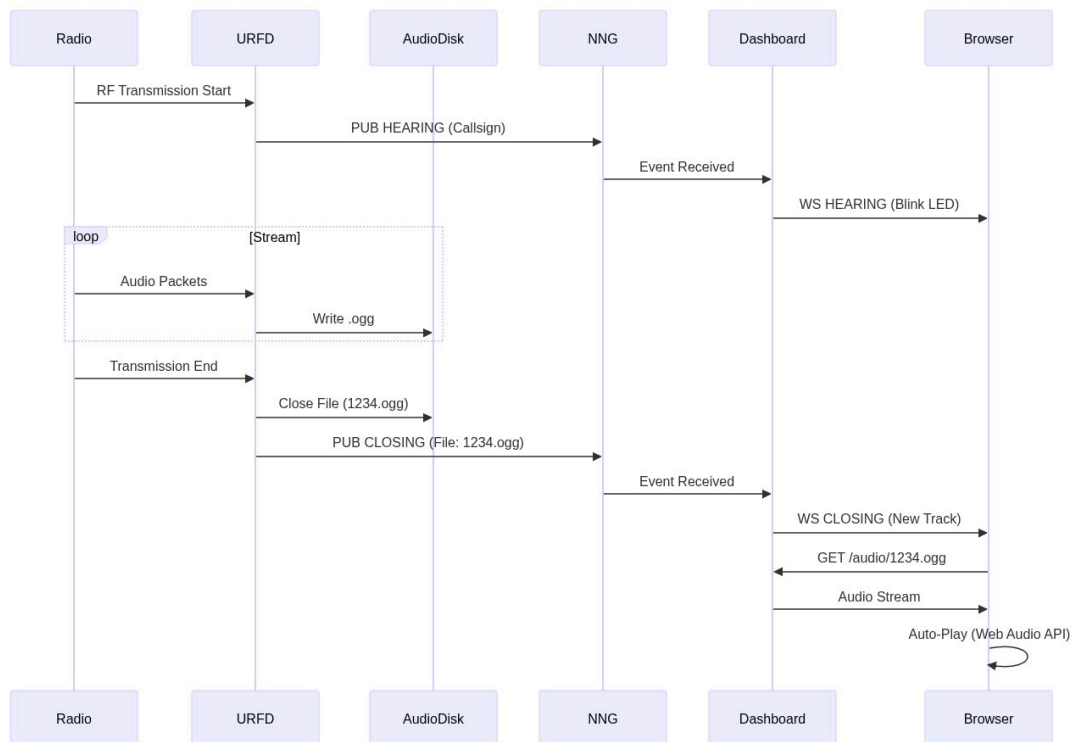 Radio
URFD
AudioDisk
NNG
Dashboard
Browser
RF Transmission Start
PUB HEARING (Callsign)
Event Received
WS HEARING (Blink LED)
loop
[Stream]
Audio Packets
Write .ogg
Transmission End
Close File (1234.ogg)
PUB CLOSING (File: 1234.ogg)
Event Received
WS CLOSING (New Track)
GET /audio/1234.ogg
Audio Stream
Auto-Play (Web Audio API)
Radio
URFD
AudioDisk
NNG
Dashboard
Browser